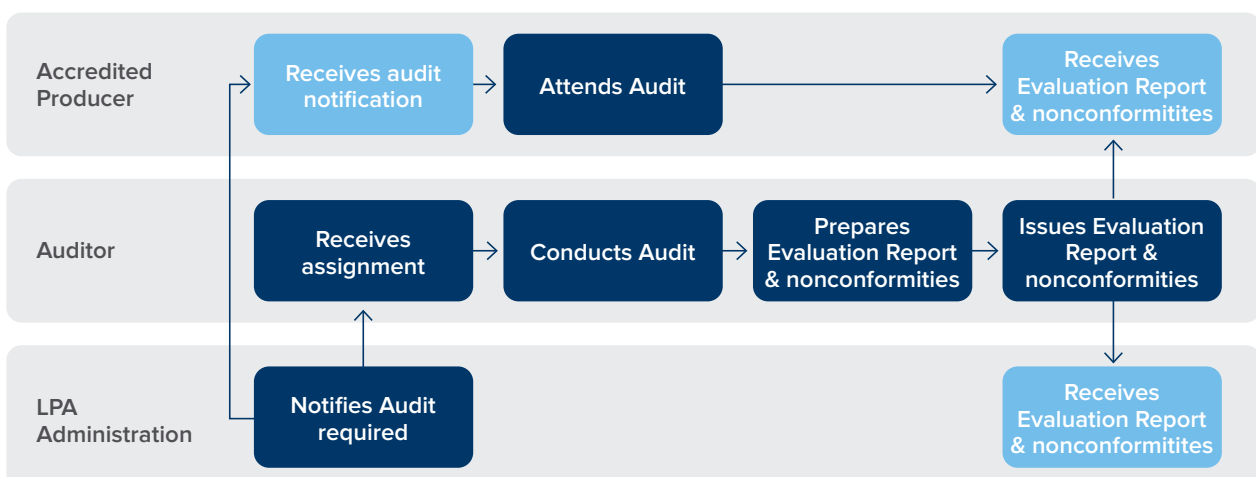 Accredited
Producer
Receives audit
notification
Attends Audit
Receives
Evaluation Report
& nonconformitites
Auditor
Receives
assignment
Conducts Audit
Prepares
Evaluation Report
& nonconformities
Issues Evaluation
Report &
nonconformities
LPA
Administration
Notifies Audit
required
Receives
Evaluation Report
& nonconformitites